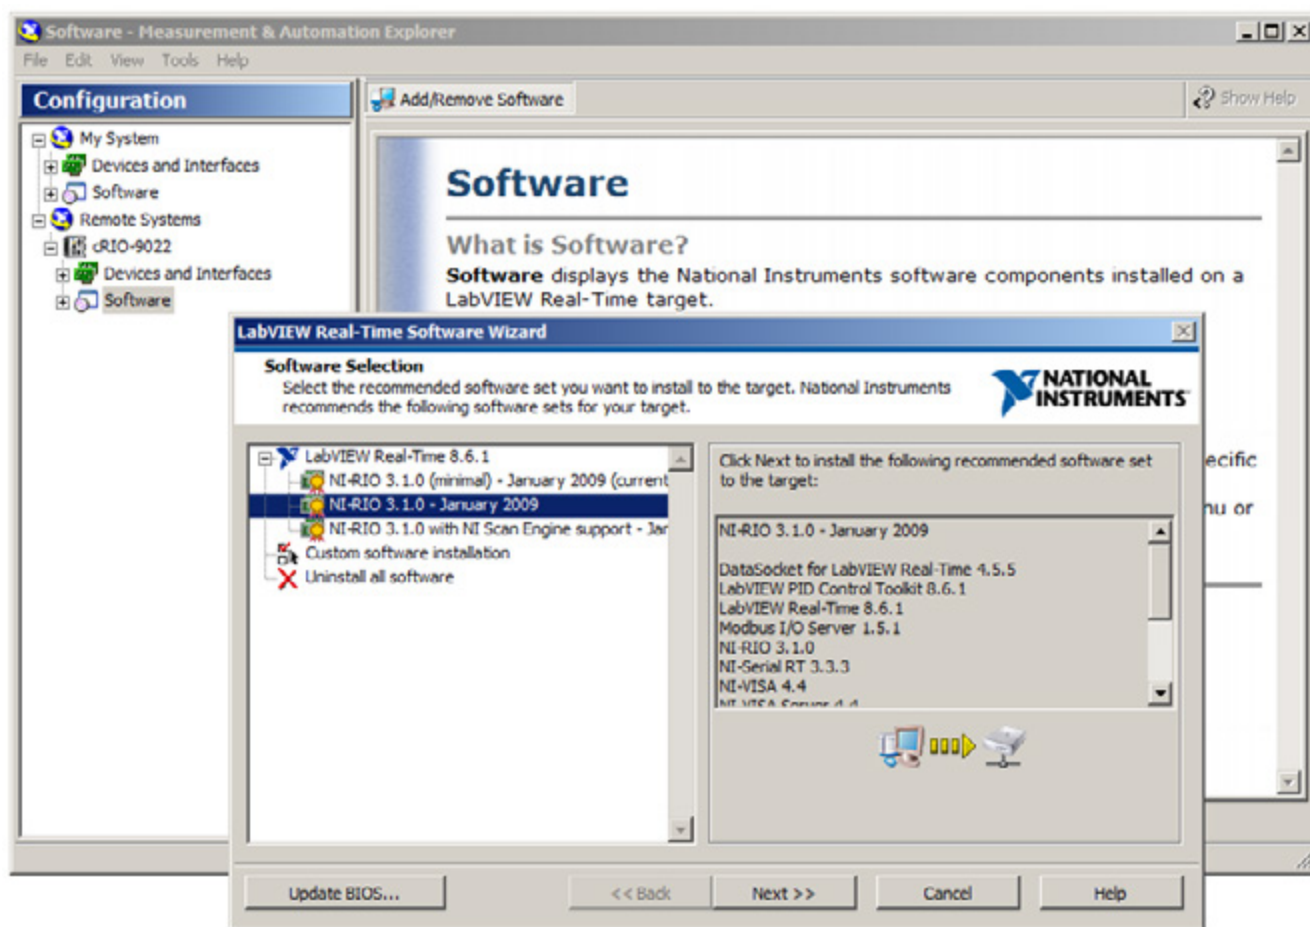 Software - Measurement & Automation Explorer
File Edit View Tools Help
Configuration
Add/Remove Software
Show Help
My System
Devices and Interfaces
Software
Remote Systems
cRIO-9022
Devices and Interfaces
Software
Software
What is Software?
Software displays the National Instruments software components installed on a
LabVIEW Real-Time target.
ecific
nu or
LabVIEW Real-Time Software Wizard
Software Selection
Select the recommended software set you want to install to the target. National Instruments
recommends the following software sets for your target.
NATIONAL
INSTRUMENTS
LabVIEW Real-Time 8.6.1
NI-RIO 3.1.0 (minimal) - January 2009 (current
NI-RIO 3.1.0 - January 2009
NI-RIO 3.1.0 with NI Scan Engine support - Jar
Custom software installation
Uninstall all software
Click Next to install the following recommended software set
to the target:
NI-RIO 3.1.0 - January 2009
DataSocket for LabVIEW Real-Time 4.5.5
LabVIEW PID Control Toolkit 8.6.1
LabVIEW Real-Time 8.6.1
Modbus I/O Server 1.5.1
NI-RIO 3.1.0
NI-Serial RT 3.3.3
NI-VISA 4.4
NI-VISA Server 4.4
Update BIOS...
<< Back
Next >>
Cancel
Help